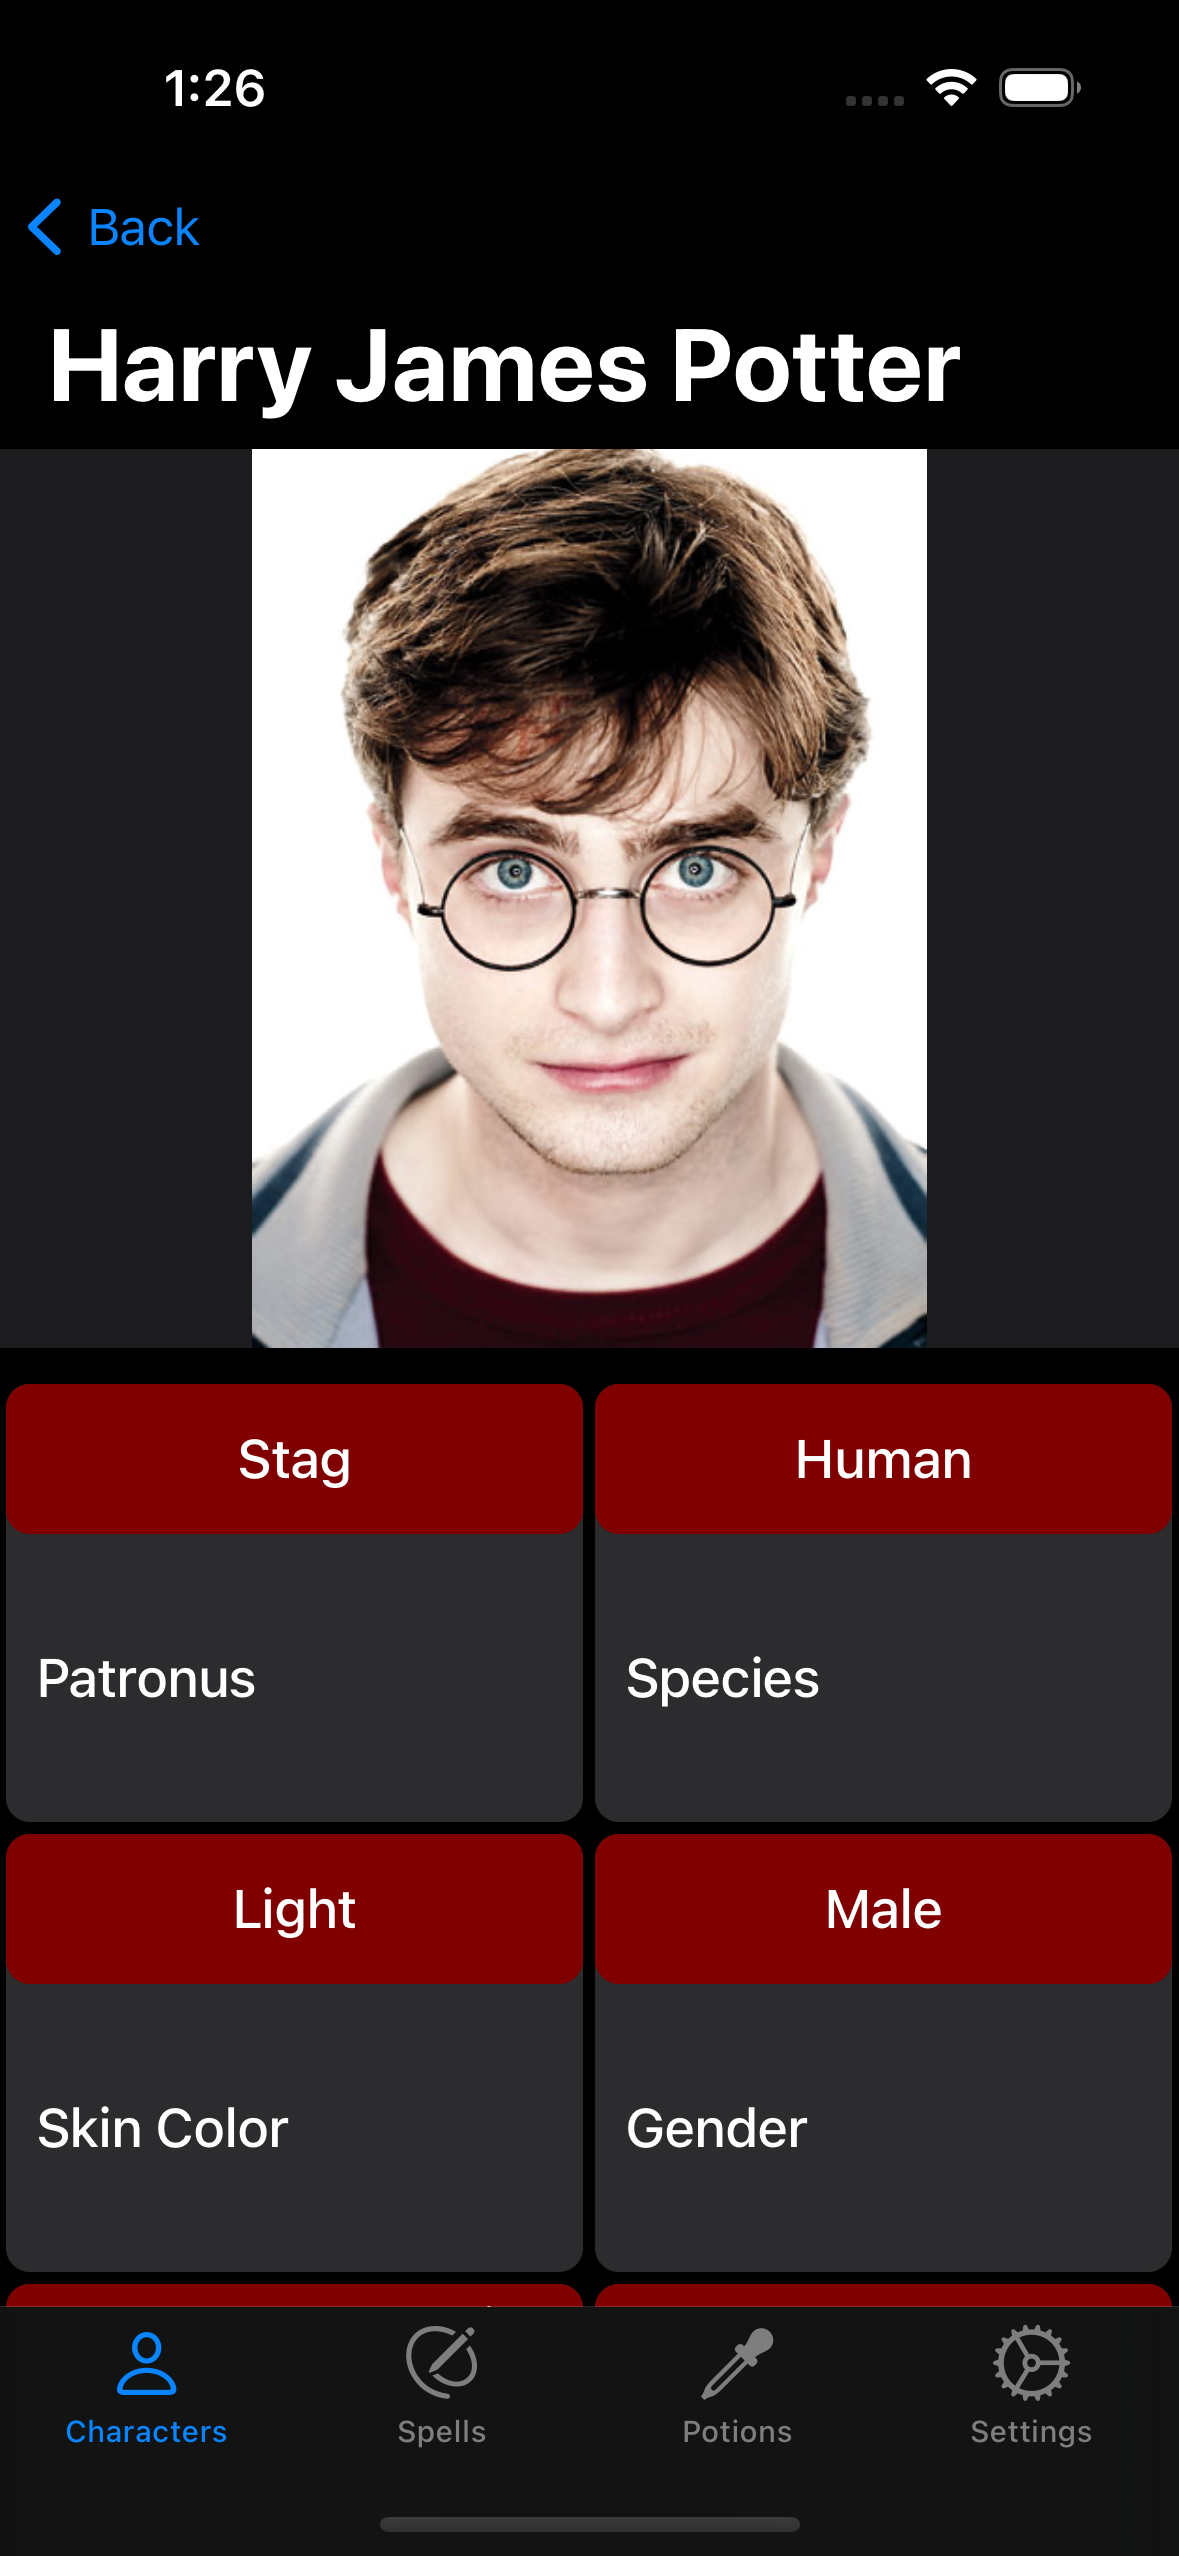 1:26
Back
Harry James Potter
Stag
Human
Patronus
Species
Light
Male
Skin Color
Gender
Characters
Spells
Potions
Settings